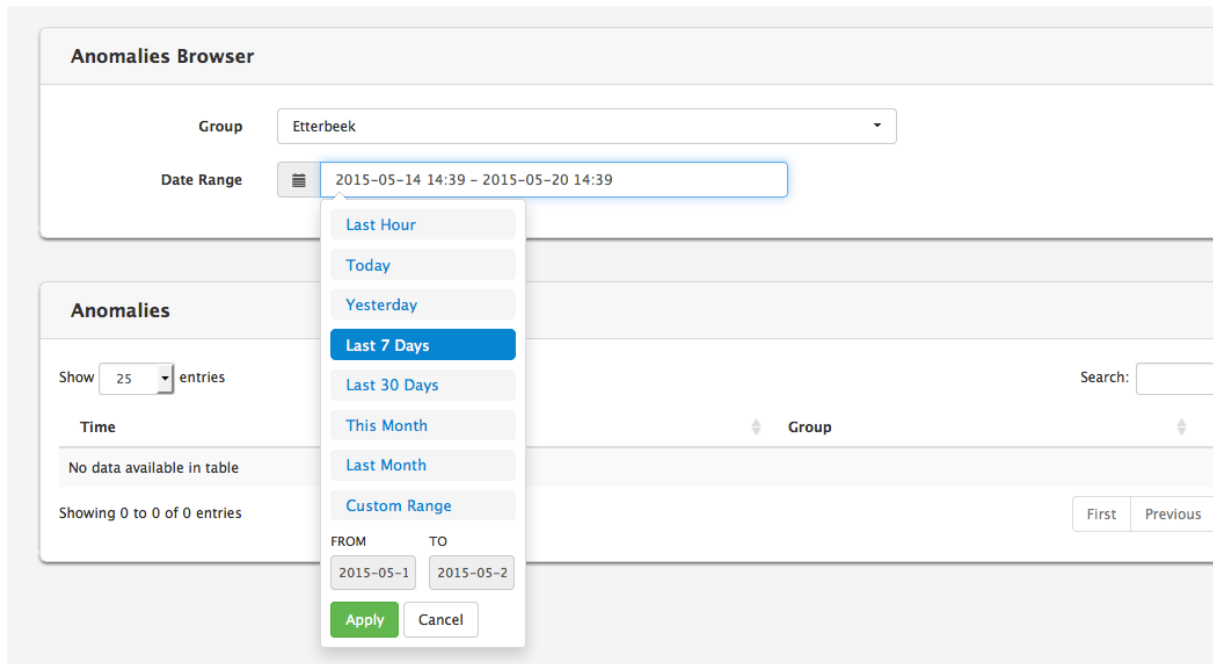 Anomalies Browser
Group
Etterbeek
Date Range
2015-05-14 14:39 - 2015-05-20 14:39
Last Hour
Today
Yesterday
Last 7 Days
Last 30 Days
This Month
Last Month
Custom Range
FROM TO
2015-05-1 2015-05-2
Apply Cancel
Anomalies
Show 25 entries
Search:
Time Group
No data available in table
Showing 0 to 0 of 0 entries
First Previous